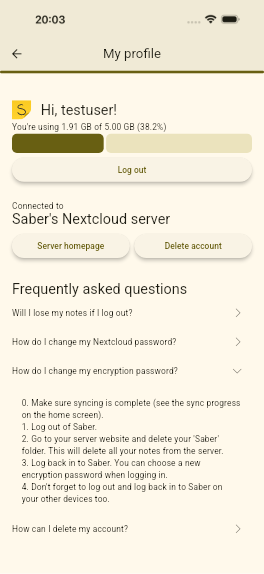 20:03
My profile
Hi, testuser!
You're using 1.91 GB of 5.00 GB (38.2%)
Log out
Connected to
Saber's Nextcloud server
Server homepage
Delete account
Frequently asked questions
Will I lose my notes if I log out?
How do I change my Nextcloud password?
How do I change my encryption password?
0. Make sure syncing is complete (see the sync progress
on the home screen).
1. Log out of Saber.
2. Go to your server website and delete your 'Saber'
folder. This will delete all your notes from the server.
3. Log back in to Saber. You can choose a new
encryption password when logging in.
4. Don't forget to log out and log back in to Saber on
your other devices too.
How can I delete my account?